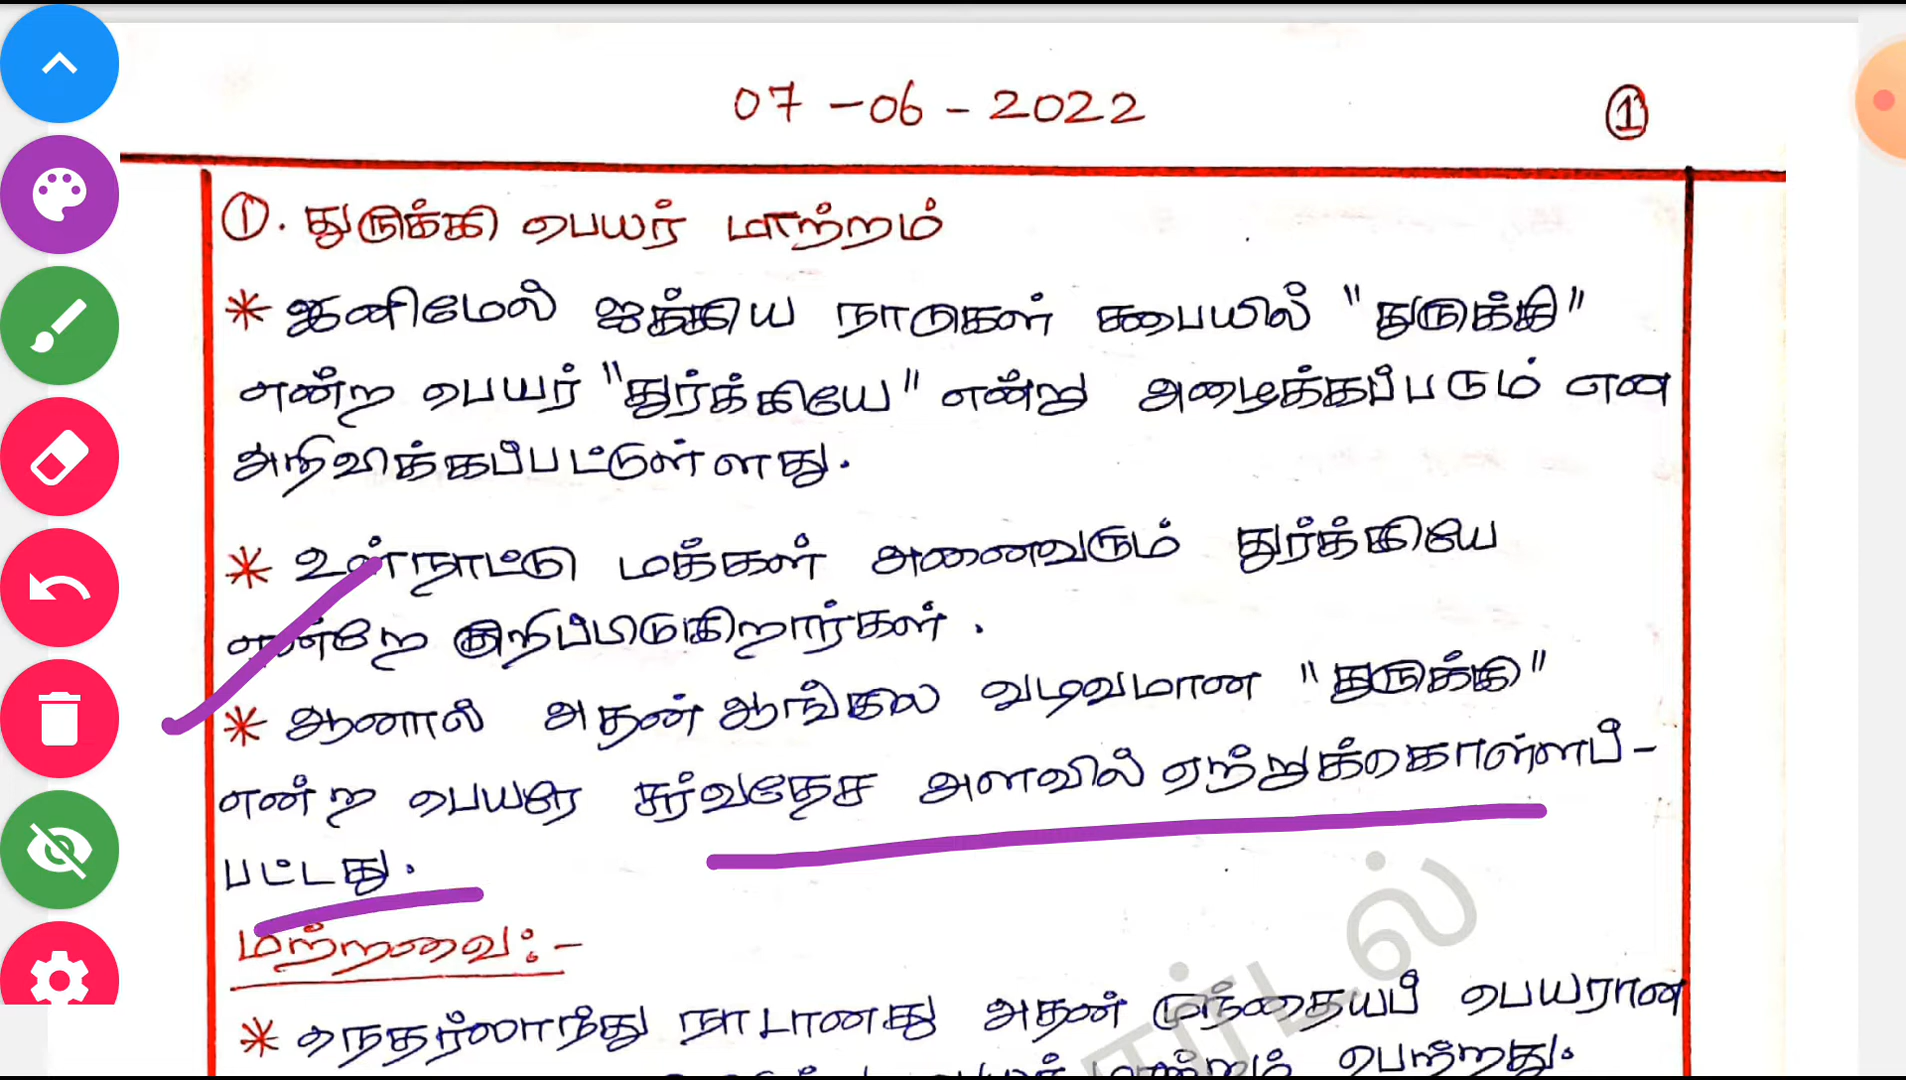 07-06-2022
1
1. துருக்கி பெயர் மாற்றம்
* இனிமேல் ஐக்கிய நாடுகள் சபையில் "துருக்கி"
என்ற பெயர் "துர்க்கியே" என்று அழைக்கப்படும் என
அறிவிக்கப்பட்டுள்ளது.
* உள்நாட்டு மக்கள் அனைவரும் துர்க்கியே
என்றே குறிப்பிடுகிறார்கள்.
* ஆனால் அதன் ஆங்கில வடிவமான "துருக்கி"
என்ற பெயரே சர்வதேச அளவில் ஏற்றுக்கொள்ளப்-
பட்டது.
மற்றவை:-
* நெதர்லாந்து நாடானது அதன் முந்தையப் பெயரான
பெற்றது.